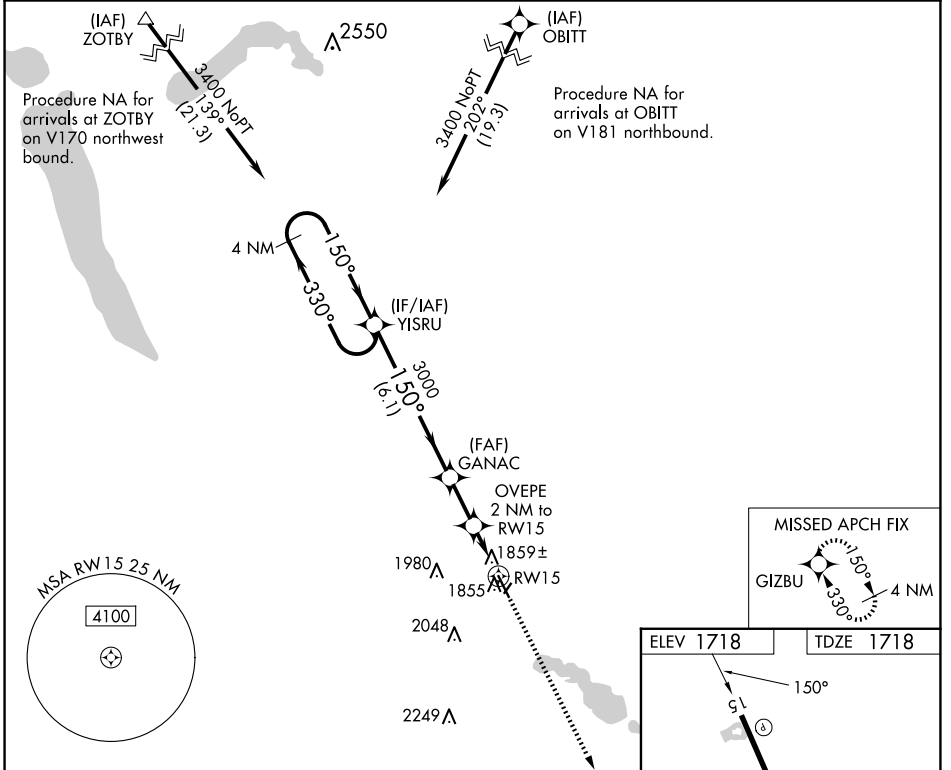 (IAF)
ZOTBY
2550
(IAF)
OBITT
Procedure NA for
arrivals at ZOTBY
on V170 northwest
bound.
3400 NoPT
139°
(21.3)
3400 NoPT
202°
(19.3)
Procedure NA for
arrivals at OBITT
on V181 northbound.
4 NM
150°
330°
(IF/IAF)
YISRU
3000
150°
(6.1)
(FAF)
GANAC
OVEPE
2 NM to
RW15
1859±
1980
1855
RW15
2048
2249
MSA RW15 25 NM
4100
MISSED APCH FIX
GIZBU
150°
330°
4 NM
ELEV 1718
TDZE 1718
150°
15
P